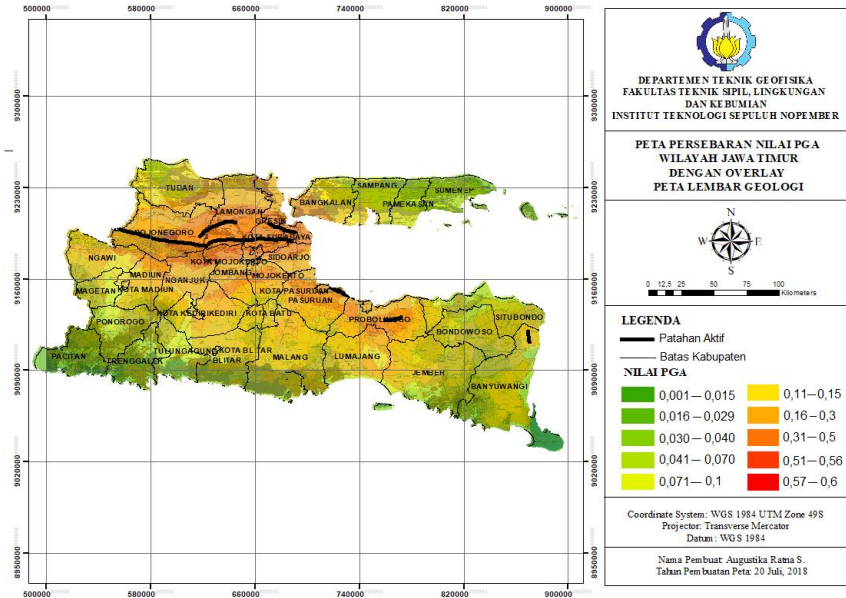 500000 580000 660000 740000 820000 900000
9300000
9230000
9160000
9090000
9020000
8950000
TUBAN
LAMONGAN
GRESIK
BOJONEGORO
KOTA SURABAYA
BANGKALAN
SAMPANG
PAMEKASAN
SUMENEP
NGAWI
KOTA MOJOKERTO
SIDOARJO
MADIUN
NGANJUK
JOMBANG
MOJOKERTO
MAGETAN
KOTA MADIUN
KOTA PASURUAN
PASURUAN
PONOROGO
KOTA KEDIRI
KEDIRI
KOTA BATU
PROBOLINGGO
SITUBONDO
BONDOWOSO
PACITAN
TRENGGALEK
TULUNGAGUNG
KOTA BLITAR
BLITAR
MALANG
LUMAJANG
JEMBER
BANYUWANGI
500000 580000 660000 740000 820000 900000
DEPARTEMEN TEKNIK GEOFISIKA
FAKULTAS TEKNIK SIPIL, LINGKUNGAN
DAN KEBUMIAN
INSTITUT TEKNOLOGI SEPULUH NOPEMBER
PETA PERSEBARAN NILAI PGA
WILAYAH JAWA TIMUR
DENGAN OVERLAY
PETA LEMBAR GEOLOGI
N
W E
S
0 12,5 25 50 75 100
Kilometers
LEGENDA
Patahan Aktif
Batas Kabupaten
NILAI PGA
0,001—0,015 0,11—0,15
0,016—0,029 0,16—0,3
0,030—0,040 0,31—0,5
0,041—0,070 0,51—0,56
0,071—0,1 0,57—0,6
Coordinate System: WGS 1984 UTM Zone 49S
Projector: Transverse Mercator
Datum: WGS 1984
Nama Pembuat: Augustika Ratna S.
Tahun Pembuatan Peta: 20 Juli, 2018